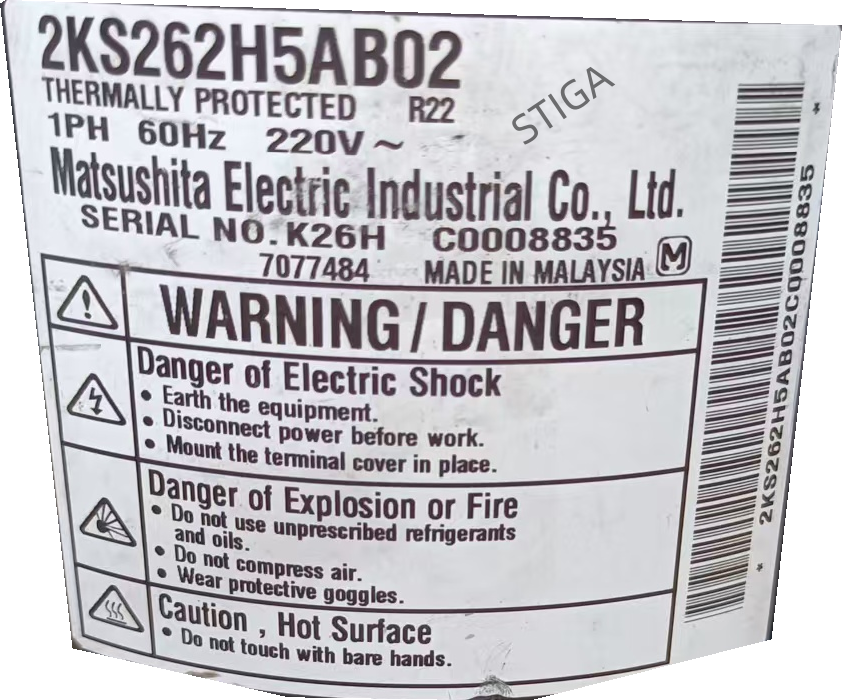 2KS262H5AB02
THERMALLY PROTECTED R22
STIGA
1PH 60Hz 220V ~
Matsushita Electric Industrial Co., Ltd.
SERIAL NO. K26H C0008835
7077484 MADE IN MALAYSIA M
WARNING / DANGER
Danger of Electric Shock
• Earth the equipment.
• Disconnect power before work.
• Mount the terminal cover in place.
Danger of Explosion or Fire
• Do not use unprescribed refrigerants
and oils.
• Do not compress air.
• Wear protective goggles.
Caution , Hot Surface
• Do not touch with bare hands.
* 2KS262H5AB02C0008835 *